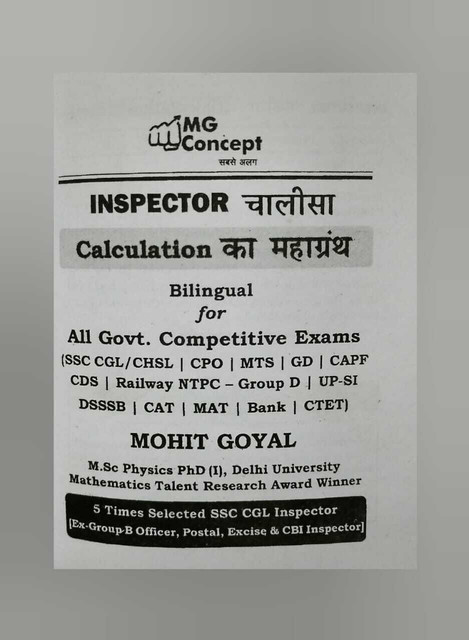 MG
Concept
सबसे अलग
INSPECTOR चालीसा
Calculation का महाग्रंथ
Bilingual
for
All Govt. Competitive Exams
(SSC CGL/CHSL | CPO | MTS | GD | CAPF
CDS | Railway NTPC – Group D | UP-SI
DSSSB | CAT | MAT | Bank | CTET)
MOHIT GOYAL
M.Sc Physics PhD (I), Delhi University
Mathematics Talent Research Award Winner
5 Times Selected SSC CGL Inspector
[Ex-Group-B Officer, Postal, Excise & CBI Inspector]